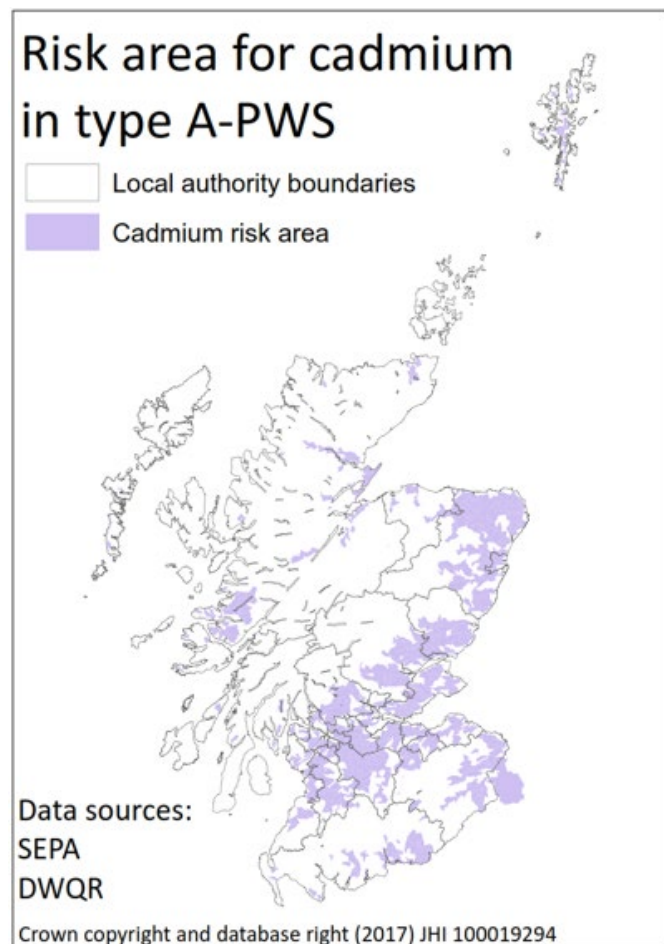 Risk area for cadmium
in type A-PWS
Local authority boundaries
Cadmium risk area
Data sources:
SEPA
DWQR
Crown copyright and database right (2017) JHI 100019294